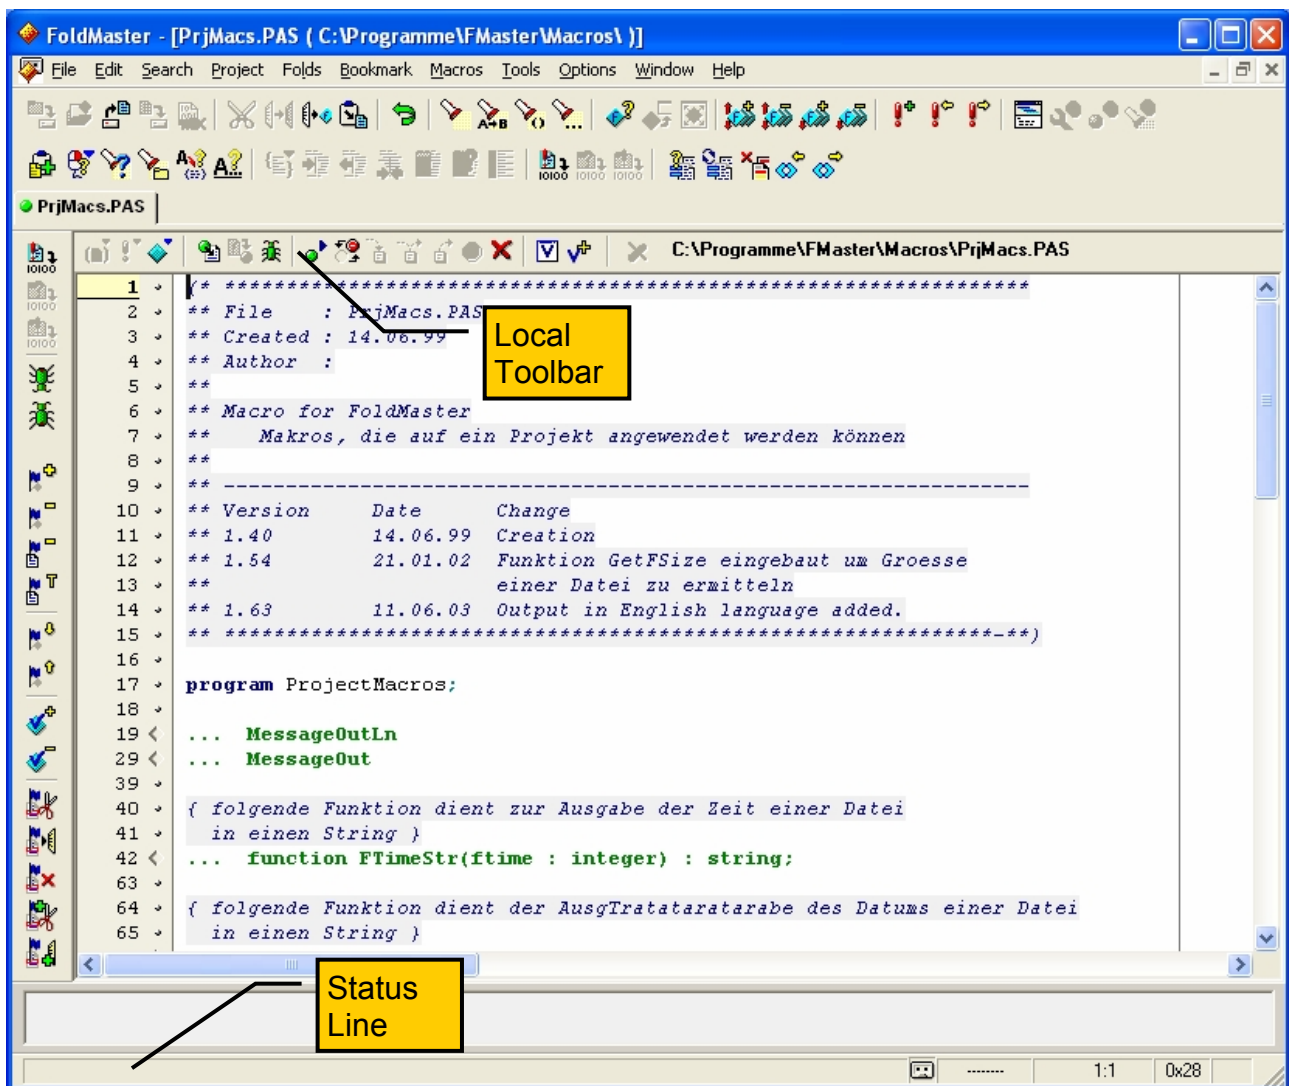 FoldMaster - [PrjMacs.PAS ( C:\Programme\FMaster\Macros\ )]
File Edit Search Project Folds Bookmark Macros Tools Options Window Help
PrjMacs.PAS
C:\Programme\FMaster\Macros\PrjMacs.PAS
1 (* *****************************************************************
2 ** File : PrjMacs.PAS
3 ** Created : 14.06.99
4 ** Author :
5 **
6 ** Macro for FoldMaster
7 ** Makros, die auf ein Projekt angewendet werden können
8 **
9 ** -----------------------------------------------------------------
10 ** Version Date Change
11 ** 1.40 14.06.99 Creation
12 ** 1.54 21.01.02 Funktion GetFSize eingebaut um Groesse
13 ** einer Datei zu ermitteln
14 ** 1.63 11.06.03 Output in English language added.
15 ** **************************************************************-**)
16
17 program ProjectMacros;
18
19 ... MessageOutLn
29 ... MessageOut
39
40 { folgende Funktion dient zur Ausgabe der Zeit einer Datei
41 in einen String }
42 ... function FTimeStr(ftime : integer) : string;
63
64 { folgende Funktion dient der AusgTratataratarabe des Datums einer Datei
65 in einen String }
Local
Toolbar
Status
Line
-------- 1:1 0x28